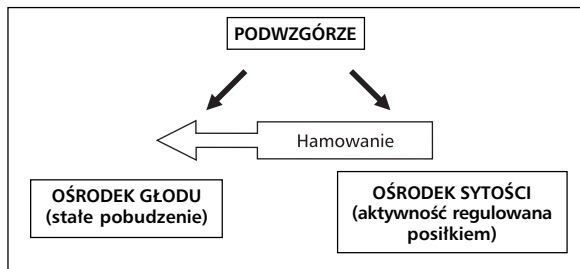 PODWZGÓRZE
Hamowanie
OŚRODEK GŁODU
(stałe pobudzenie)
OŚRODEK SYTOŚCI
(aktywność regulowana
posiłkiem)